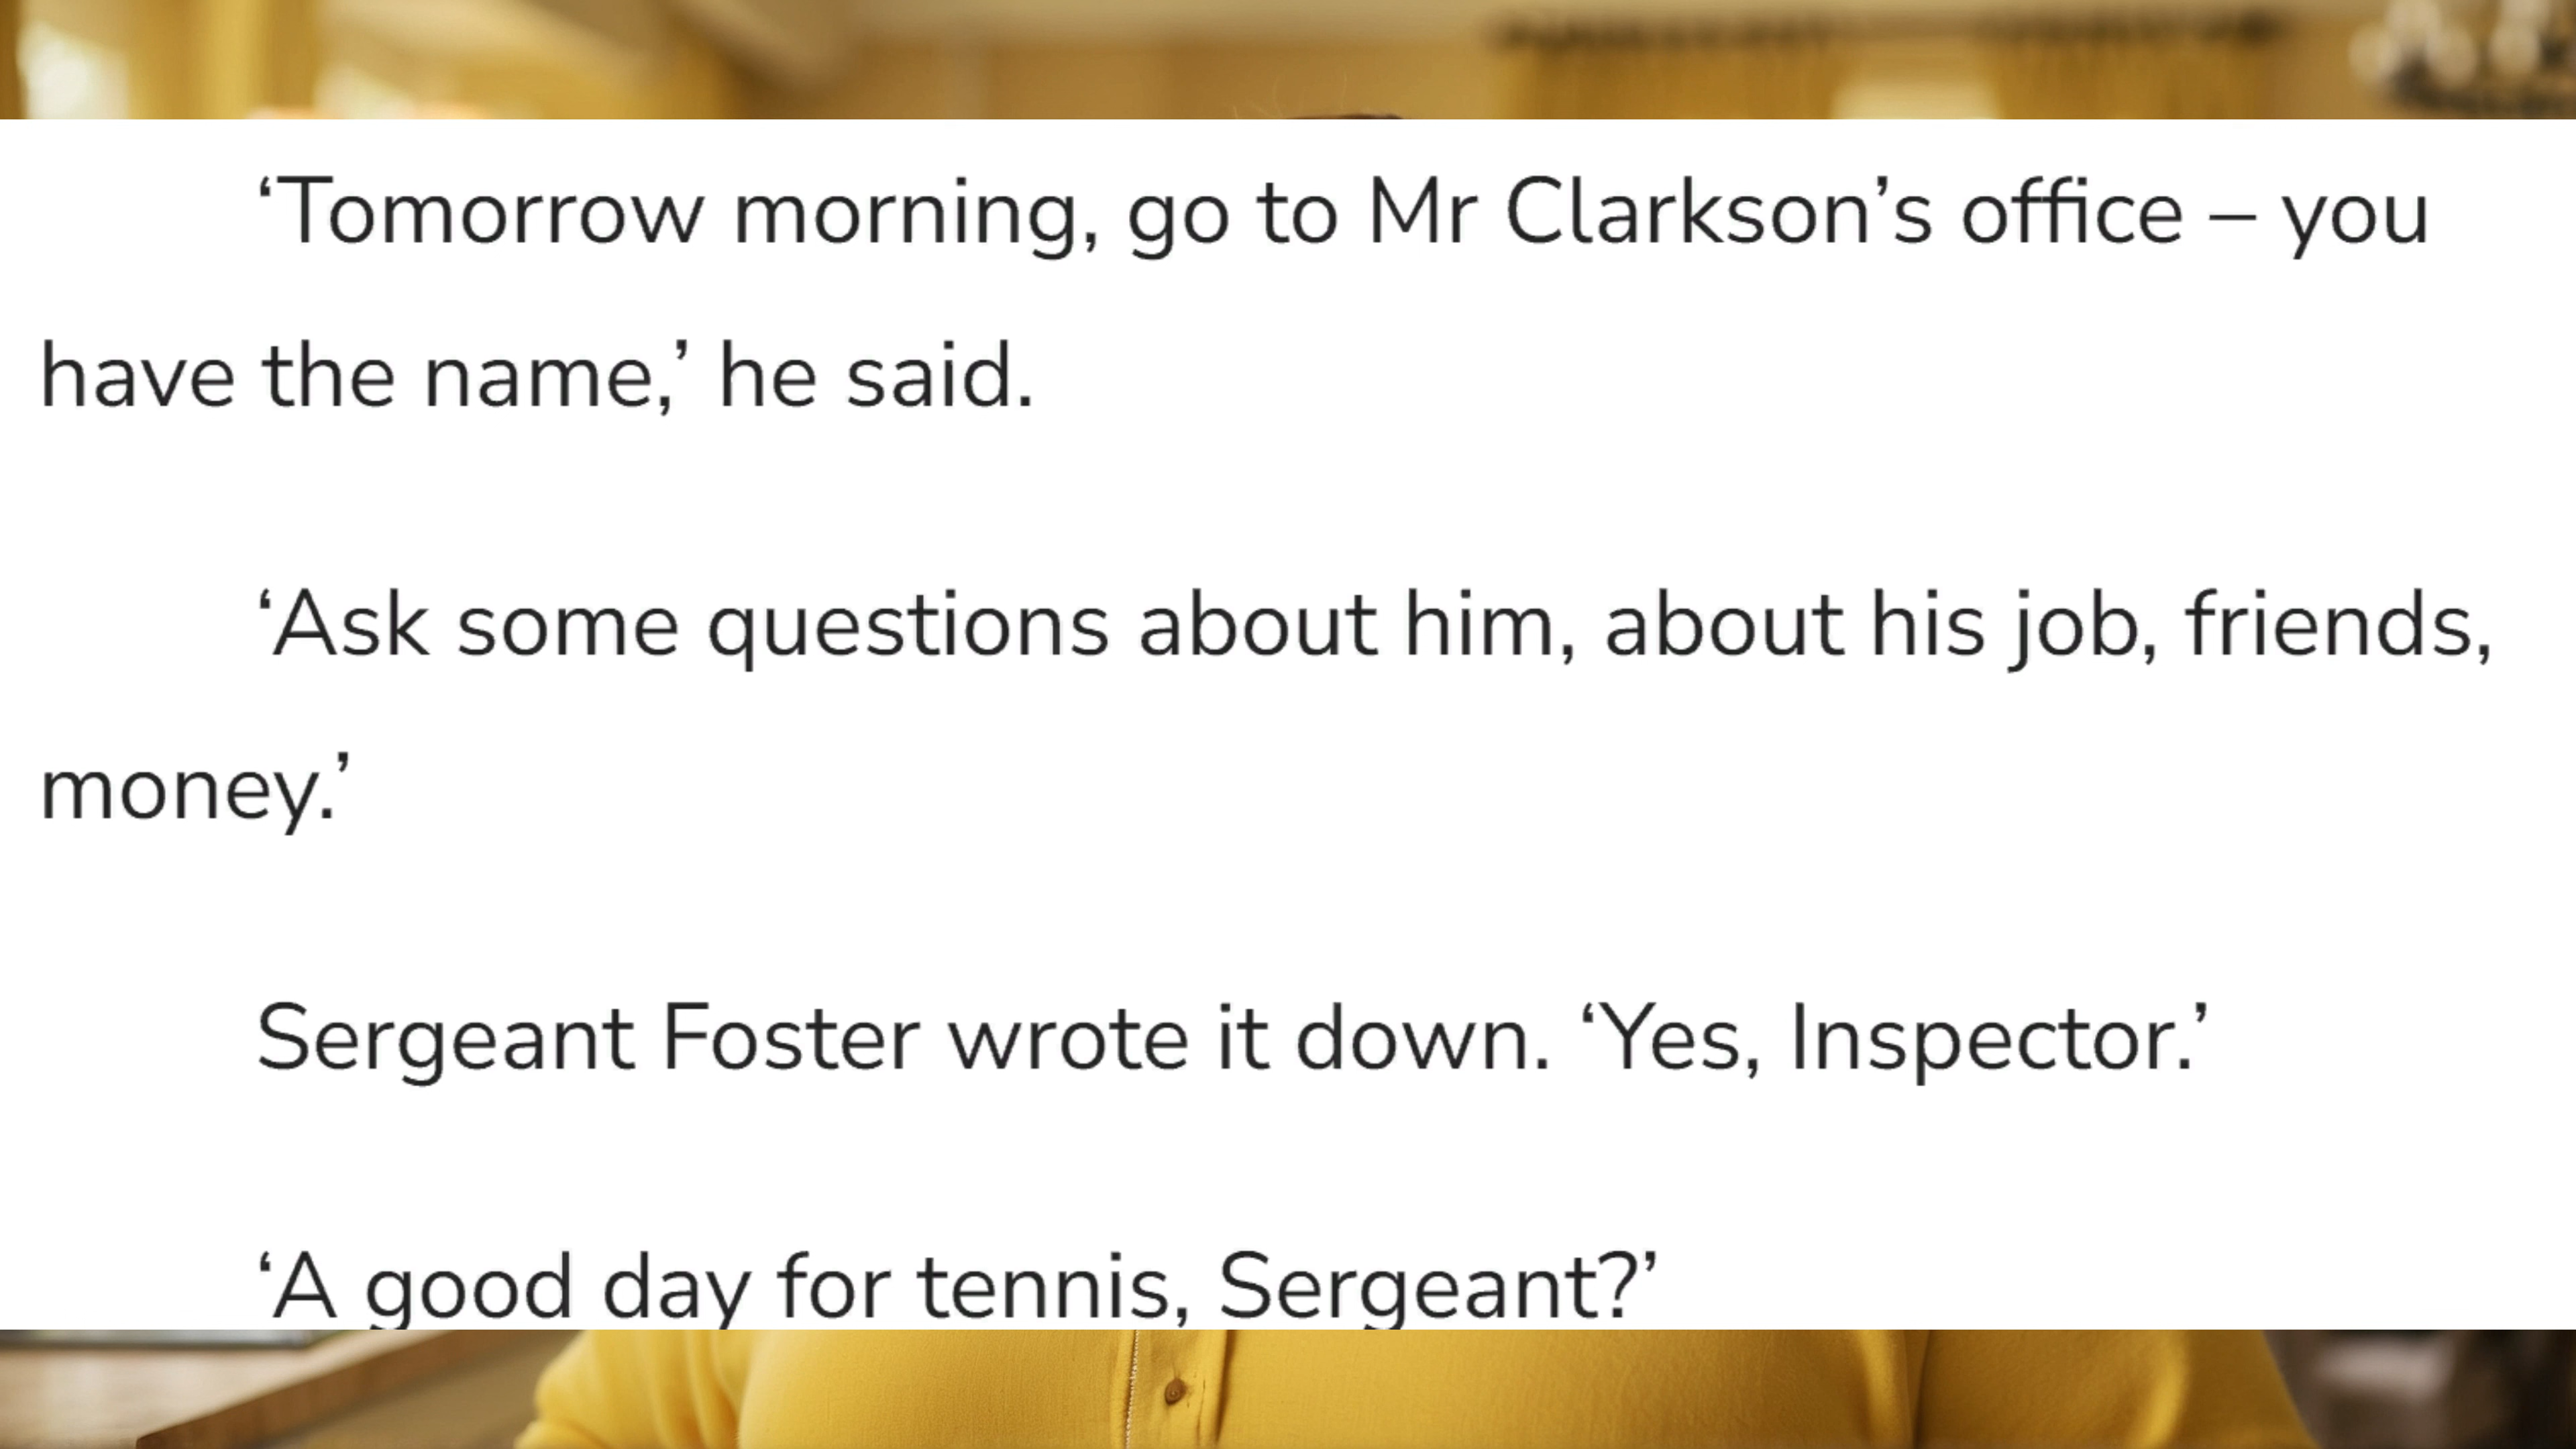 ‘Tomorrow morning, go to Mr Clarkson’s office – you
have the name,’ he said.
‘Ask some questions about him, about his job, friends,
money.’
Sergeant Foster wrote it down. ‘Yes, Inspector.’
‘A good day for tennis, Sergeant?’